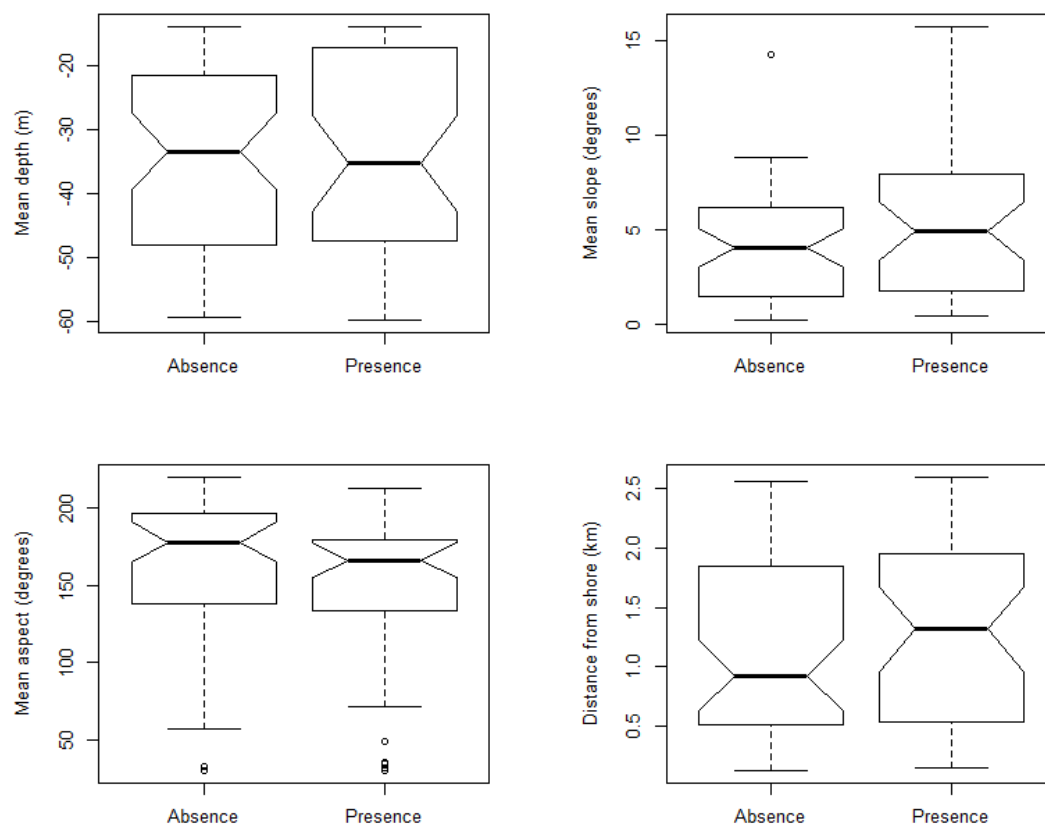 Mean depth (m)
-20
-30
-40
-50
-60
Absence
Presence
Mean slope (degrees)
15
10
5
0
Absence
Presence
Mean aspect (degrees)
200
150
100
50
Absence
Presence
Distance from shore (km)
2.5
2.0
1.5
1.0
0.5
Absence
Presence